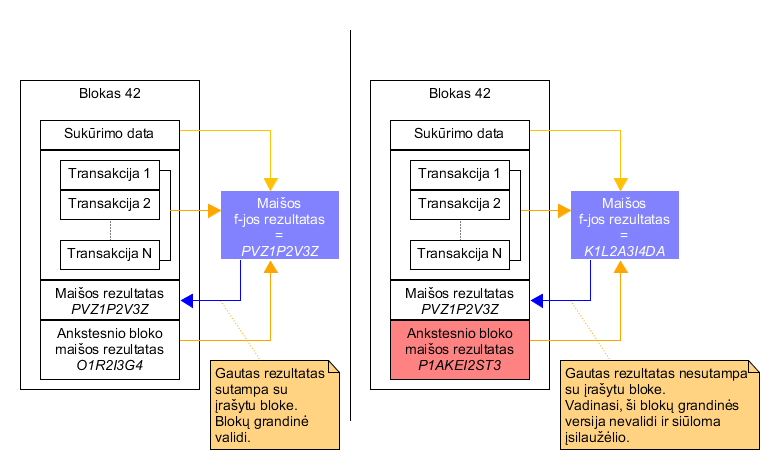 Blokas 42
Sukūrimo data
Transakcija 1
Transakcija 2
Transakcija N
Maišos rezultatas
PVZ1P2V3Z
Ankstesnio bloko
maišos rezultatas
O1R2I3G4
Maišos
f-jos rezultatas
=
PVZ1P2V3Z
Gautas rezultatas
sutampa su
įrašytu bloke.
Blokų grandinė
validi.
Blokas 42
Sukūrimo data
Transakcija 1
Transakcija 2
Transakcija N
Maišos rezultatas
PVZ1P2V3Z
Ankstesnio bloko
maišos rezultatas
P1AKEI2ST3
Maišos
f-jos rezultatas
=
K1L2A3I4DA
Gautas rezultatas nesutampa
su įrašytu bloke.
Vadinasi, ši blokų grandinės
versija nevalidi ir siūloma
įsilaužėlio.